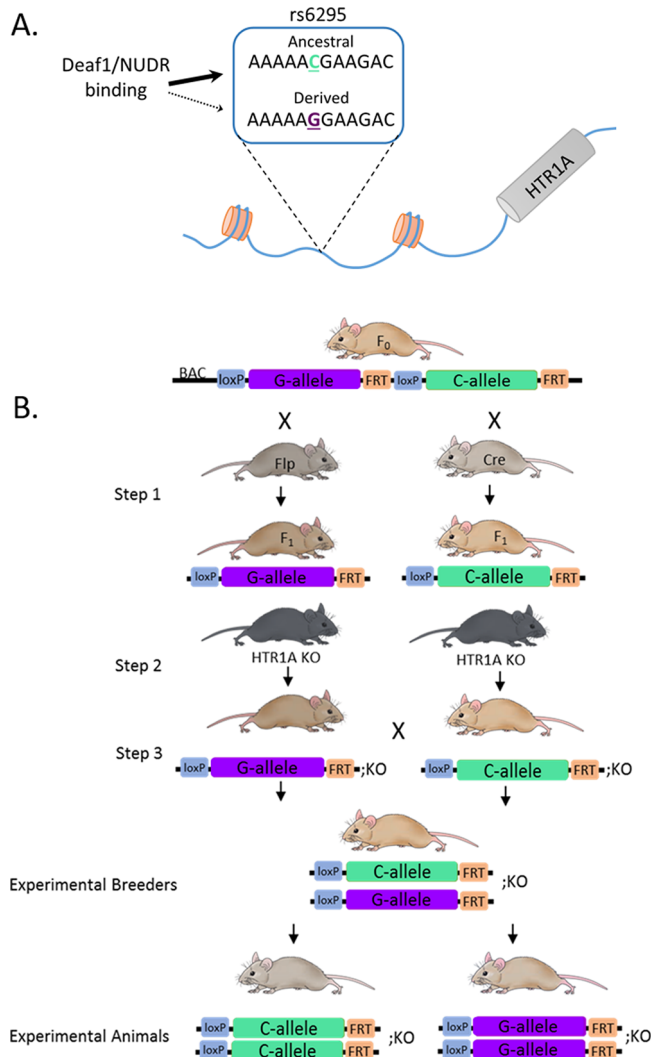 A.
rs6295
Ancestral
AAAAACGAAGAC
Deaf1/NUDR
binding
Derived
AAAAAGGAAGAC
HTR1A
F0
BAC loxP G-allele FRT loxP C-allele FRT
B.
X X
Flp Cre
Step 1
F1 F1
loxP G-allele FRT loxP C-allele FRT
HTR1A KO HTR1A KO
Step 2
X
Step 3
loxP G-allele FRT ;KO loxP C-allele FRT ;KO
loxP C-allele FRT
Experimental Breeders ;KO
loxP G-allele FRT
loxP C-allele FRT loxP G-allele FRT
Experimental Animals ;KO ;KO
loxP C-allele FRT loxP G-allele FRT